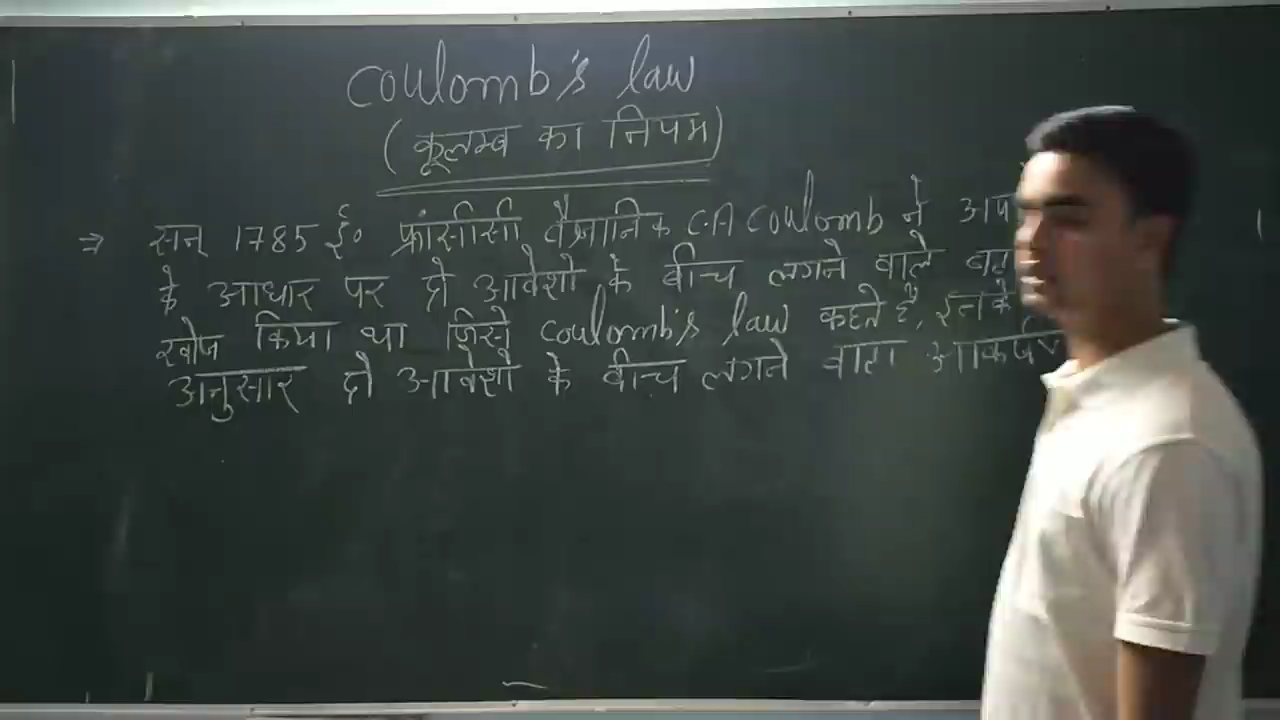 Coulomb's law
(कूलम्ब का नियम)
⇒ सन् 1785 ई० फ्रांसीसी वैज्ञानिक C.A Coulomb ने
के आधार पर दो आवेशो के बीच लगने वाले
खोज किया था जिसे Coulomb's law कहते है, इनके
अनुसार दो आवेशो के बीच लगने वाला